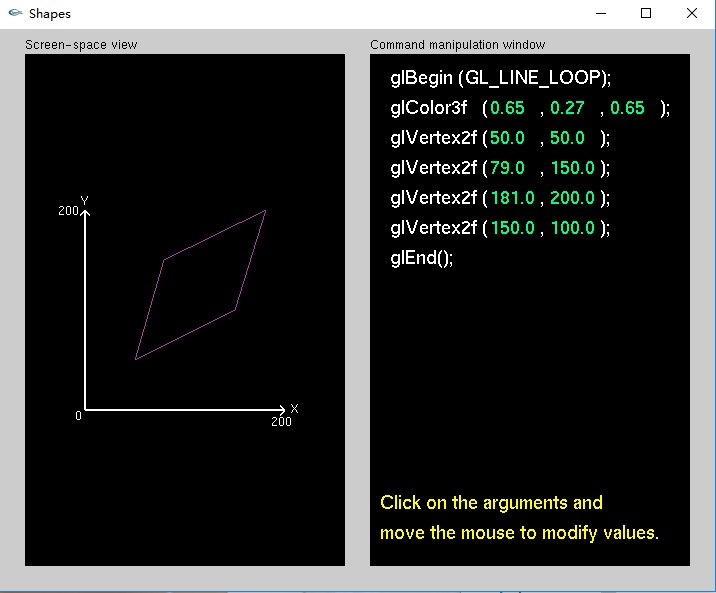 Shapes
Screen-space view
Y
200
0
X
200
Command manipulation window
glBegin (GL_LINE_LOOP);
glColor3f (0.65 , 0.27 , 0.65 );
glVertex2f (50.0 , 50.0 );
glVertex2f (79.0 , 150.0 );
glVertex2f (181.0 , 200.0 );
glVertex2f (150.0 , 100.0 );
glEnd();
Click on the arguments and
move the mouse to modify values.